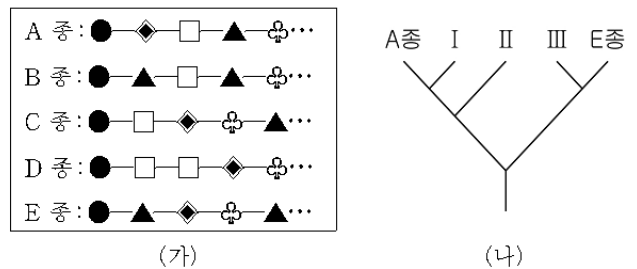 A 종 : ●─◈─□─▲─♧···
B 종 : ●─▲─□─▲─♧···
C 종 : ●─□─◈─♧─▲···
D 종 : ●─□─□─◈─♧···
E 종 : ●─▲─◈─♧─▲···
(가)
A종 Ⅰ Ⅱ Ⅲ E종
(나)